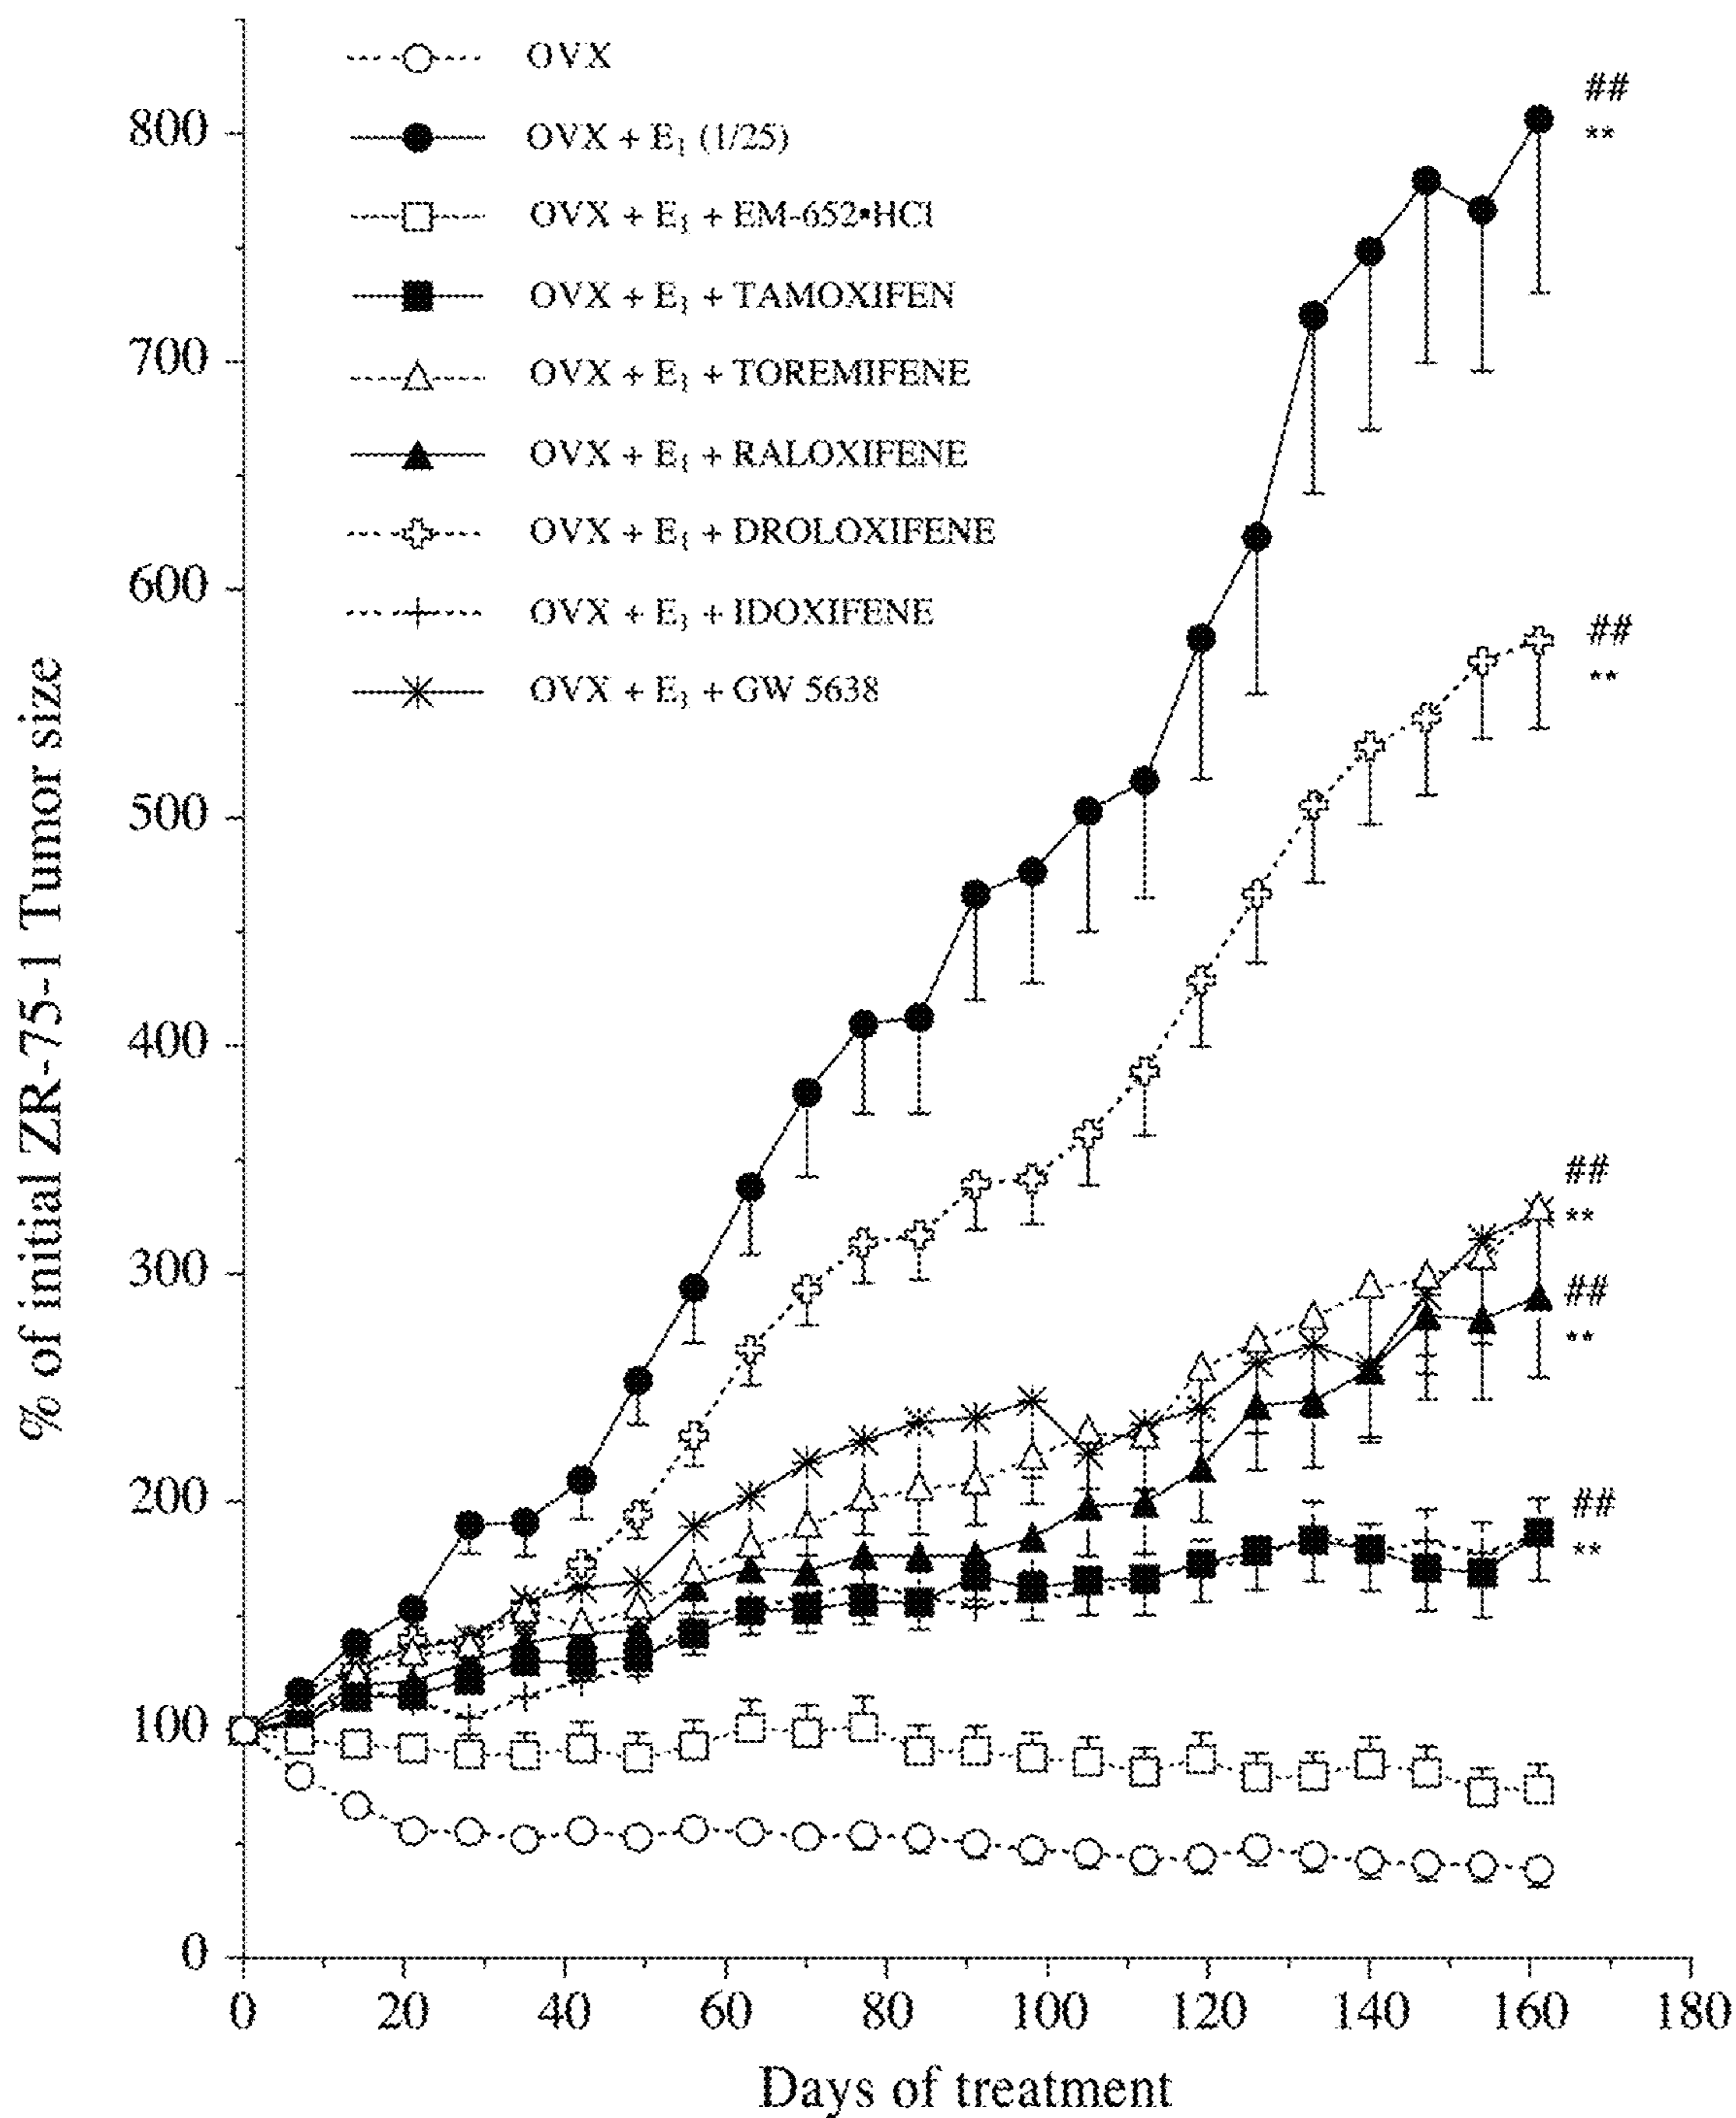 OVX
OVX + E₁ (1/25)
OVX + E₁ + EM-652•HCl
OVX + E₁ + TAMOXIFEN
OVX + E₁ + TOREMIFENE
OVX + E₁ + RALOXIFENE
OVX + E₁ + DROLOXIFENE
OVX + E₁ + IDOXIFENE
OVX + E₁ + GW 5638
% of initial ZR-75-1 Tumor size
800
700
600
500
400
300
200
100
0
##
**
##
**
##
**
##
**
##
**
0 20 40 60 80 100 120 140 160 180
Days of treatment